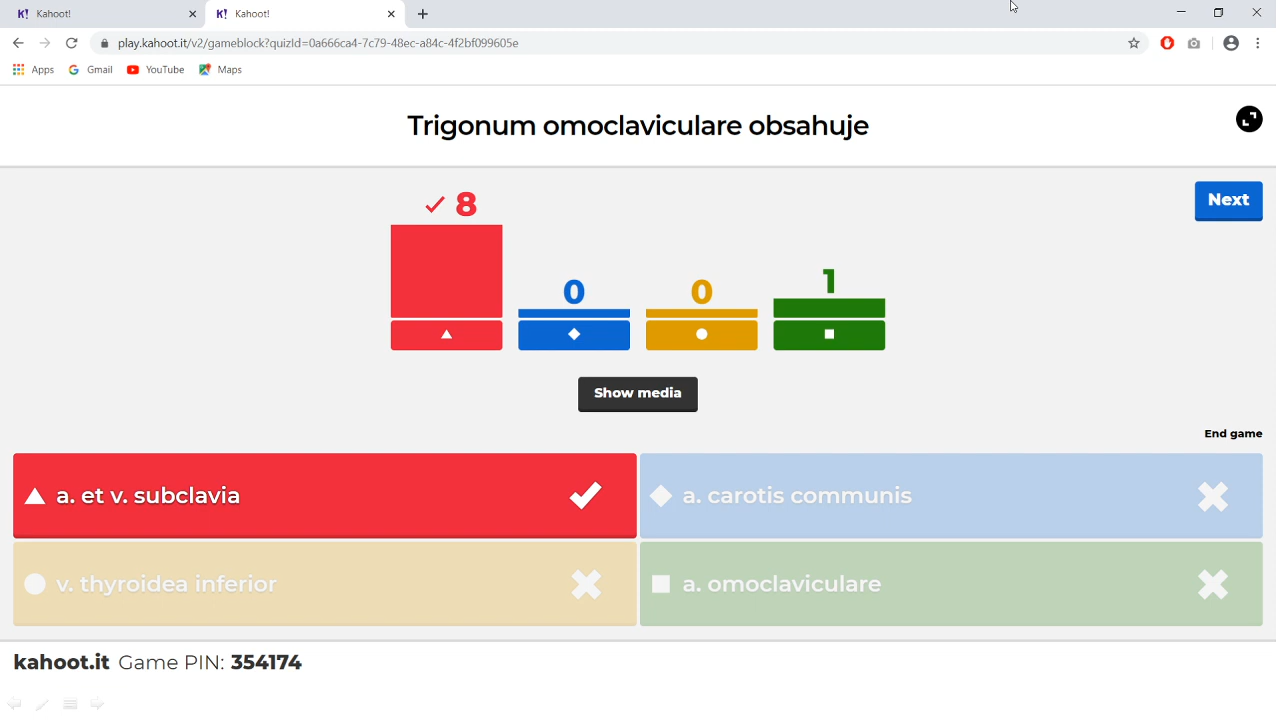 Kahoot!
Kahoot!
play.kahoot.it/v2/gameblock?quizId=0a666ca4-7c79-48ec-a84c-4f2bf099605e
Apps Gmail YouTube Maps
Trigonum omoclaviculare obsahuje
Next
8
0
0
1
Show media
End game
a. et v. subclavia
a. carotis communis
v. thyroidea inferior
a. omoclaviculare
kahoot.it Game PIN: 354174